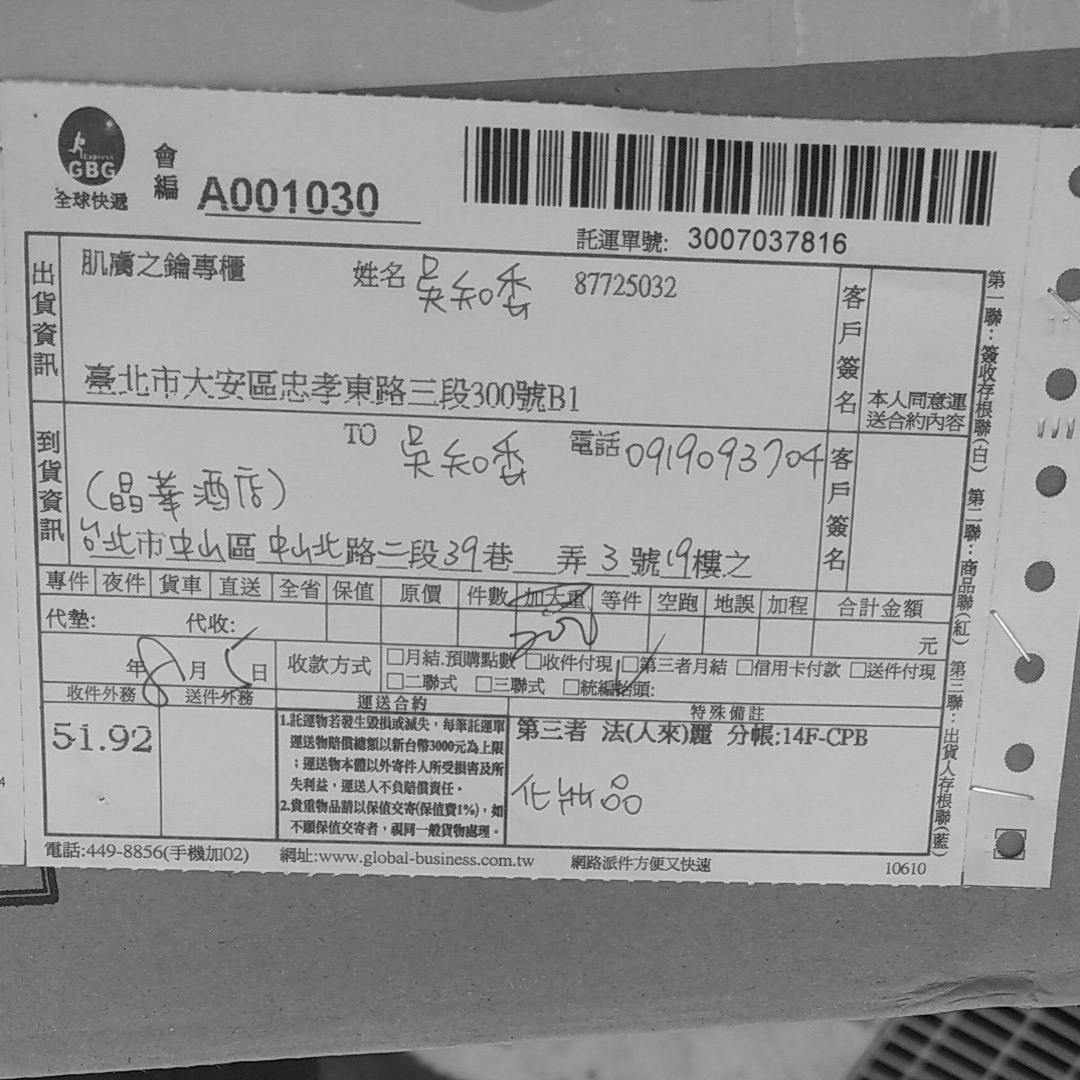 Express
GBG
全球快遞
會編 A001030
託運單號: 3007037816
出貨資訊
肌膚之鑰專櫃 姓名 吳知香 87725032
臺北市大安區忠孝東路三段300號B1
客戶簽名
本人同意運
送合約內容
到貨資訊
TO 吳知香 電話 0919093704
(晶華酒店)
台北市中山區中山北路二段39巷 弄3號19樓之
客戶簽名
專件 夜件 貨車 直送 全省 保值 原價 件數 加大重 等件 空跑 地誤 加程 合計金額
代墊: 代收: 200 元
年8月5日 收款方式 □月結.預購點數 □收件付現 □第三者月結 □信用卡付款 □送件付現
□二聯式 □三聯式 □統編抬頭:
收件外務 送件外務 運送合約 特殊備註
51.92
1.託運物若發生毀損或滅失，每筆託運單
運送物賠償總額以新台幣3000元為上限
；運送物本體以外寄件人所受損害及所
失利益，運送人不負賠償責任。
2.貴重物品請以保值交寄(保值費1%)，如
不願保值交寄者，視同一般貨物處理。
第三者 法(人來)麗 分帳:14F-CPB
化妝品
電話:449-8856(手機加02) 網址:www.global-business.com.tw 網路派件方便又快速 10610
第一聯：簽收存根聯(白) 第二聯：商品聯(紅) 第三聯：出貨人存根聯(藍)